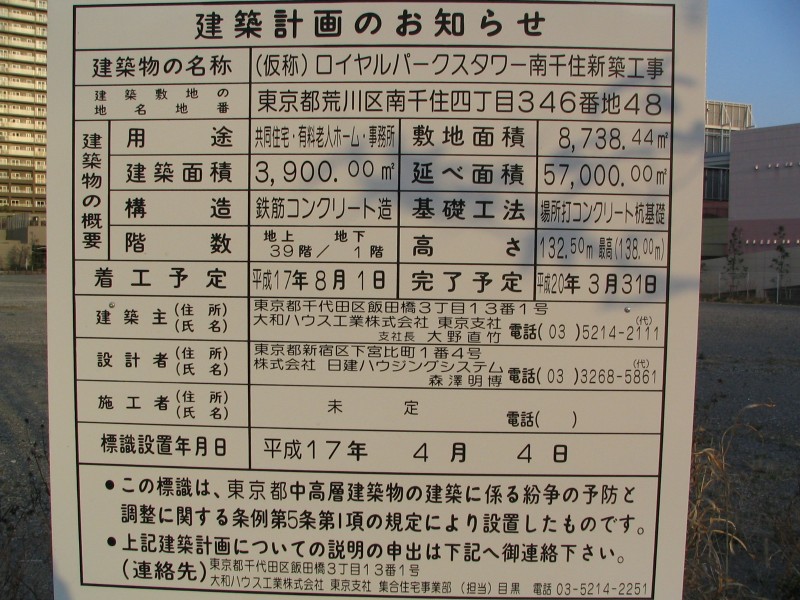 建築計画のお知らせ
建築物の名称 (仮称)ロイヤルパークスタワー南千住新築工事
建築敷地の地名地番 東京都荒川区南千住四丁目346番地48
建築物の概要
用途 共同住宅・有料老人ホーム・事務所 敷地面積 8,738.44㎡
建築面積 3,900.00㎡ 延べ面積 57,000.00㎡
構造 鉄筋コンクリート造 基礎工法 場所打コンクリート杭基礎
階数 地上39階/地下1階 高さ 132.50m 最高(138.00m)
着工予定 平成17年8月1日 完了予定 平成20年3月31日
建築主(住所)(氏名) 東京都千代田区飯田橋3丁目13番1号
大和ハウス工業株式会社 東京支社
支社長 大野直竹 電話(03)5214-2111(代)
設計者(住所)(氏名) 東京都新宿区下宮比町1番4号
株式会社 日建ハウジングシステム
森澤明博 電話(03)3268-5861(代)
施工者(住所)(氏名) 未定 電話( )
標識設置年月日 平成17年 4月 4日
●この標識は、東京都中高層建築物の建築に係る紛争の予防と
調整に関する条例第5条第1項の規定により設置したものです。
●上記建築計画についての説明の申出は下記へ御連絡下さい。
(連絡先)東京都千代田区飯田橋3丁目13番1号
大和ハウス工業株式会社 東京支社 集合住宅事業部 (担当)目黒 電話 03-5214-2251